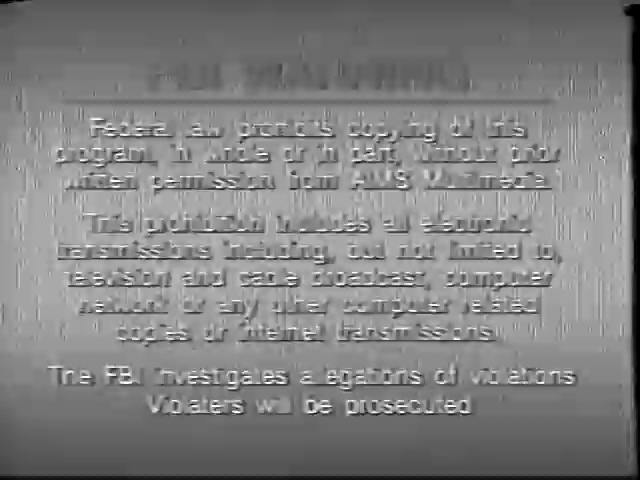 FBI WARNING
Federal law prohibits copying of this
program, in whole or in part, without prior
written permission from AIMS Multimedia.
This prohibition includes all electronic
transmissions including, but not limited to,
television and cable broadcast, computer
network or any other computer related
copies or internet transmissions.
The FBI investigates allegations of violations
Violaters will be prosecuted